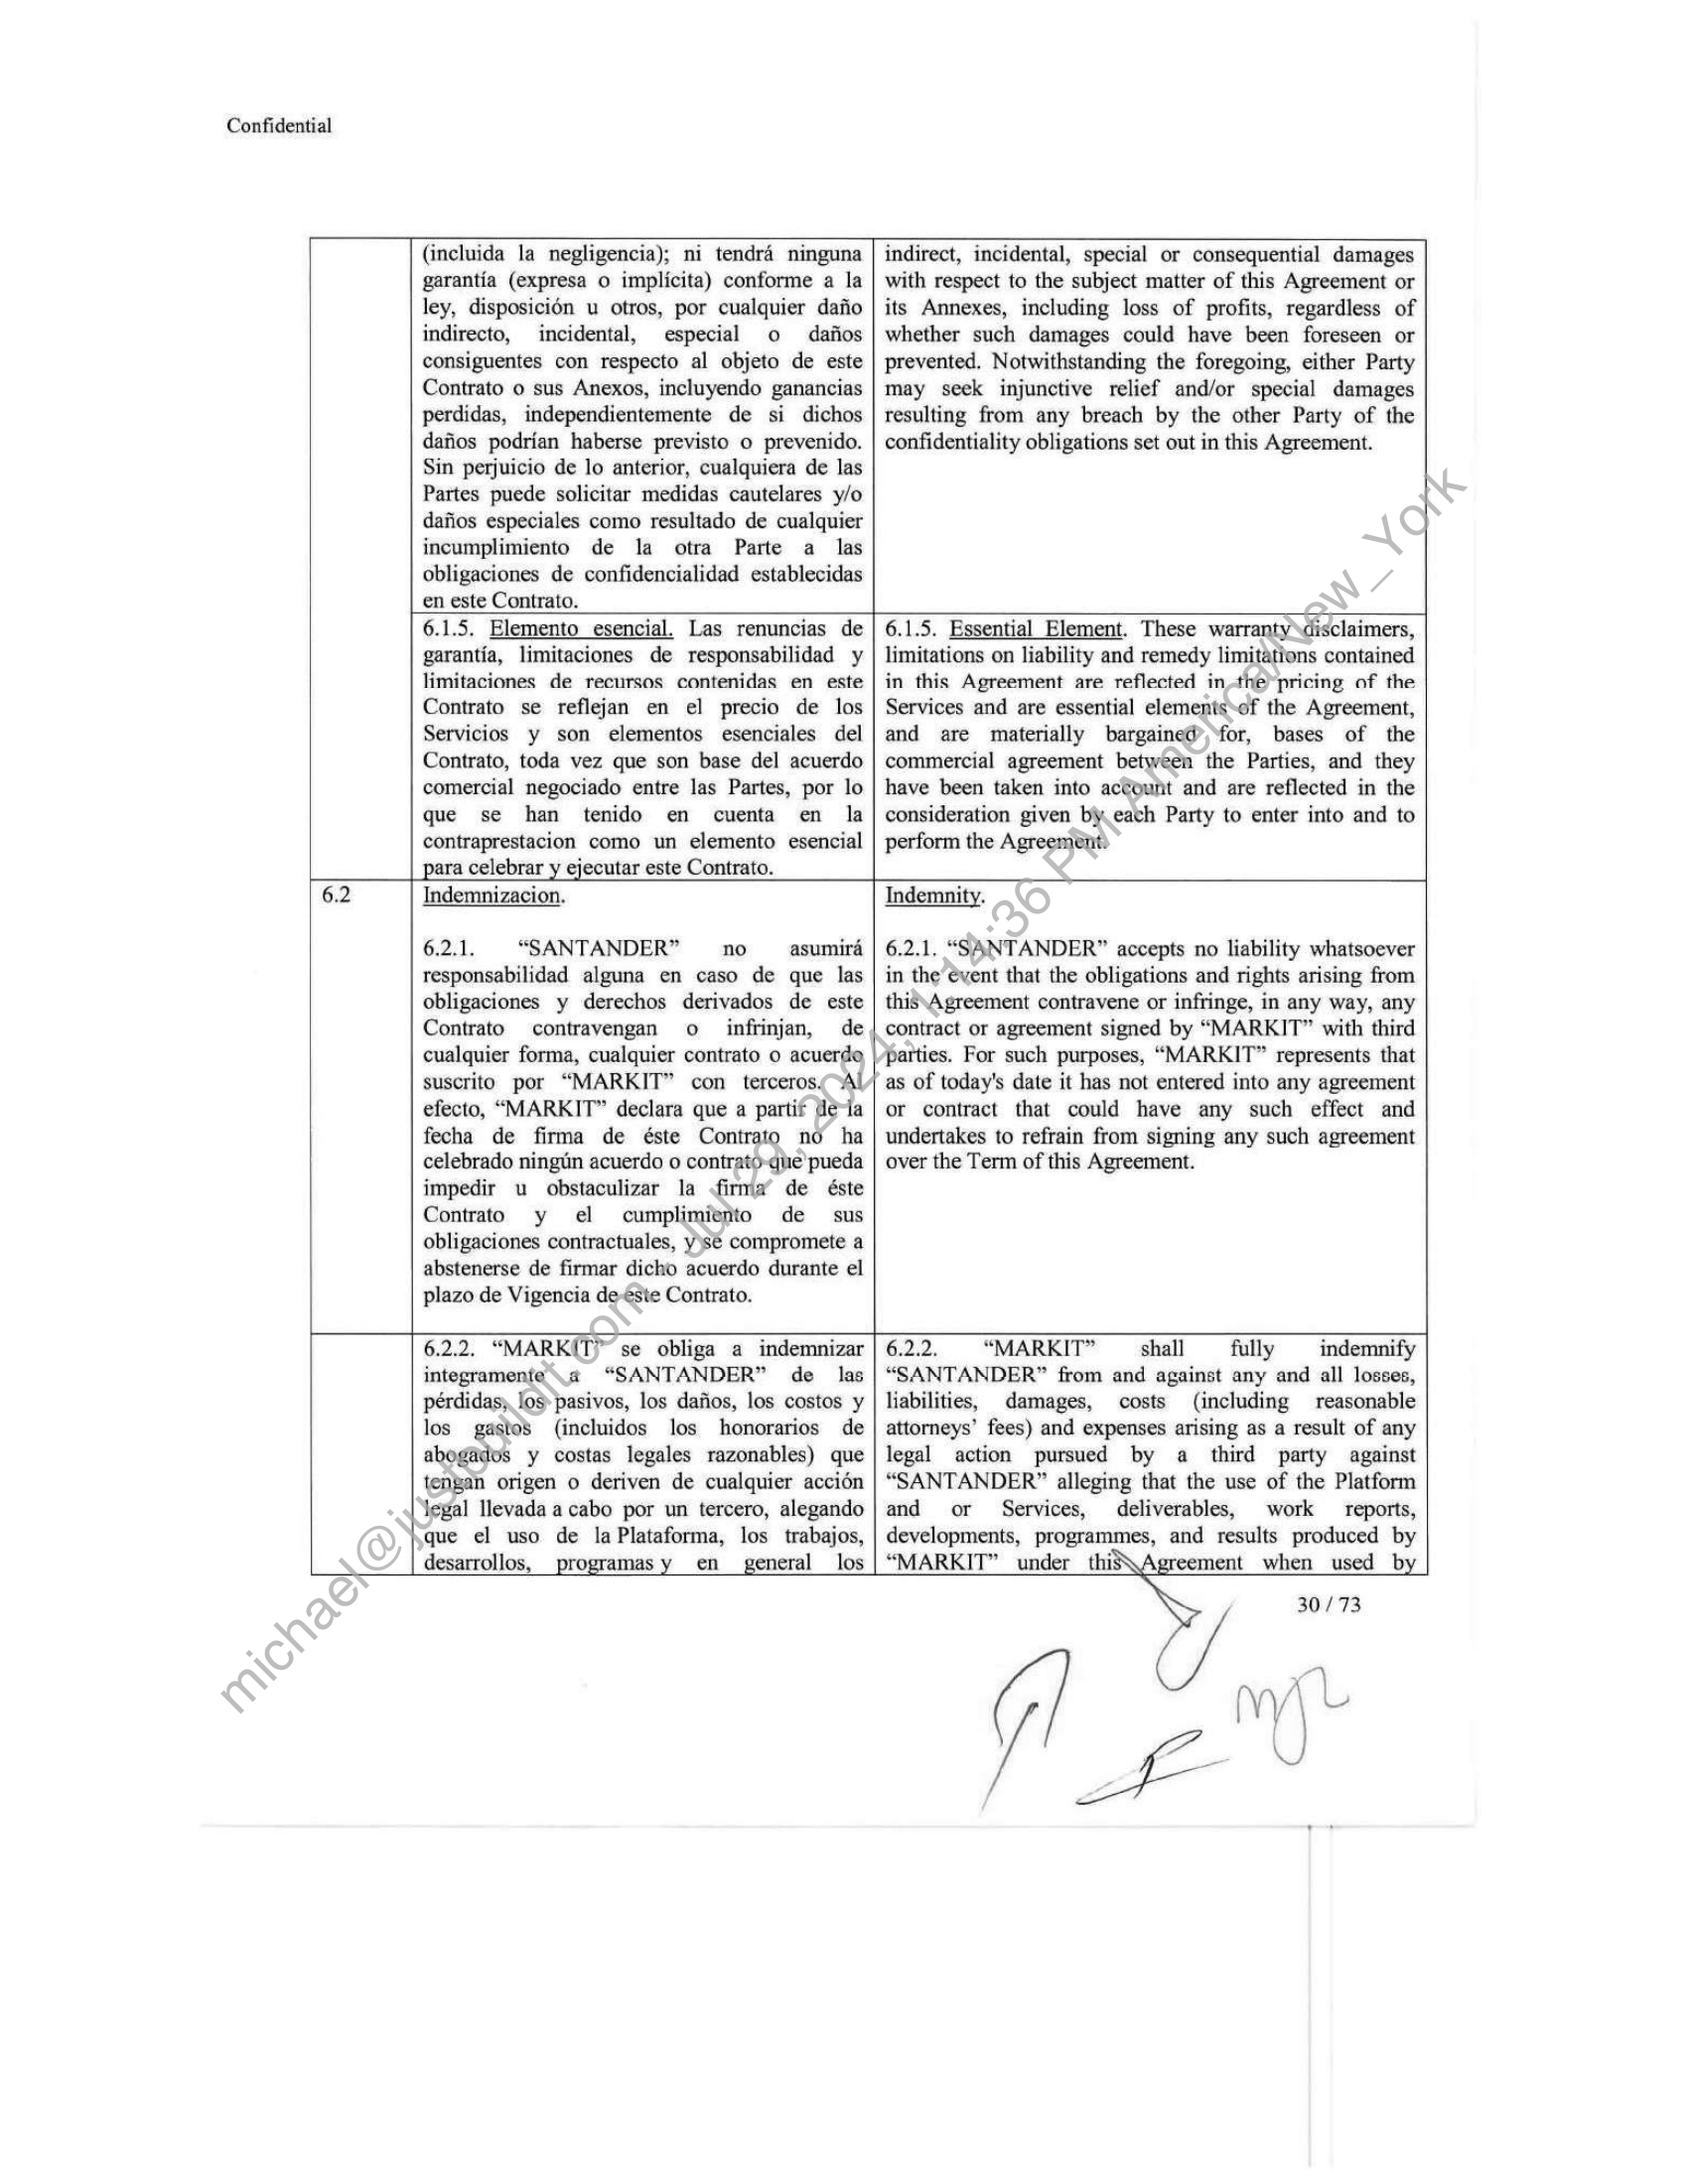 Confidential
(incluida la negligencia); ni tendrá ninguna
garantía (expresa o implícita) conforme a la
ley, disposición u otros, por cualquier daño
indirecto, incidental, especial o daños
consiguentes con respecto al objeto de este
Contrato o sus Anexos, incluyendo ganancias
perdidas, independientemente de si dichos
daños podrían haberse previsto o prevenido.
Sin perjuicio de lo anterior, cualquiera de las
Partes puede solicitar medidas cautelares y/o
daños especiales como resultado de cualquier
incumplimiento de la otra Parte a las
obligaciones de confidencialidad establecidas
en este Contrato.
indirect, incidental, special or consequential damages
with respect to the subject matter of this Agreement or
its Annexes, including loss of profits, regardless of
whether such damages could have been foreseen or
prevented. Notwithstanding the foregoing, either Party
may seek injunctive relief and/or special damages
resulting from any breach by the other Party of the
confidentiality obligations set out in this Agreement.
6.1.5. Elemento esencial. Las renuncias de
garantía, limitaciones de responsabilidad y
limitaciones de recursos contenidas en este
Contrato se reflejan en el precio de los
Servicios y son elementos esenciales del
Contrato, toda vez que son base del acuerdo
comercial negociado entre las Partes, por lo
que se han tenido en cuenta en la
contraprestacion como un elemento esencial
para celebrar y ejecutar este Contrato.
6.1.5. Essential Element. These warranty disclaimers,
limitations on liability and remedy limitations contained
in this Agreement are reflected in the pricing of the
Services and are essential elements of the Agreement,
and are materially bargained for, bases of the
commercial agreement between the Parties, and they
have been taken into account and are reflected in the
consideration given by each Party to enter into and to
perform the Agreement.
6.2
Indemnizacion.
6.2.1. “SANTANDER” no asumirá
responsabilidad alguna en caso de que las
obligaciones y derechos derivados de este
Contrato contravengan o infrinjan, de
cualquier forma, cualquier contrato o acuerdo
suscrito por “MARKIT” con terceros. Al
efecto, “MARKIT” declara que a partir de la
fecha de firma de éste Contrato no ha
celebrado ningún acuerdo o contrato que pueda
impedir u obstaculizar la firma de éste
Contrato y el cumplimiento de sus
obligaciones contractuales, y se compromete a
abstenerse de firmar dicho acuerdo durante el
plazo de Vigencia de este Contrato.
Indemnity.
6.2.1. “SANTANDER” accepts no liability whatsoever
in the event that the obligations and rights arising from
this Agreement contravene or infringe, in any way, any
contract or agreement signed by “MARKIT” with third
parties. For such purposes, “MARKIT” represents that
as of today's date it has not entered into any agreement
or contract that could have any such effect and
undertakes to refrain from signing any such agreement
over the Term of this Agreement.
6.2.2. “MARKIT” se obliga a indemnizar
integramente a “SANTANDER” de las
pérdidas, los pasivos, los daños, los costos y
los gastos (incluidos los honorarios de
abogados y costas legales razonables) que
tengan origen o deriven de cualquier acción
legal llevada a cabo por un tercero, alegando
que el uso de la Plataforma, los trabajos,
desarrollos, programas y en general los
6.2.2. “MARKIT” shall fully indemnify
“SANTANDER” from and against any and all losses,
liabilities, damages, costs (including reasonable
attorneys’ fees) and expenses arising as a result of any
legal action pursued by a third party against
“SANTANDER” alleging that the use of the Platform
and or Services, deliverables, work reports,
developments, programmes, and results produced by
“MARKIT” under this Agreement when used by
30 / 73
michael@justbuildit.com - Jul 29, 2024, 1:14:36 PM America/New_York